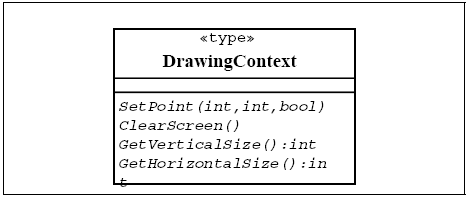 «type»
DrawingContext
SetPoint(int,int,bool)
ClearScreen()
GetVerticalSize():int
GetHorizontalSize():in
t